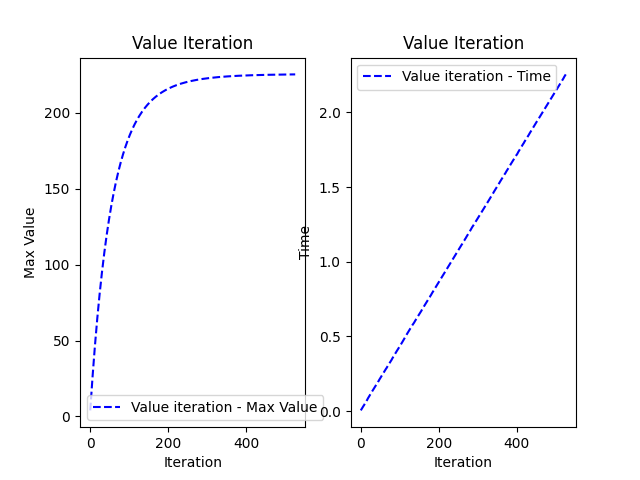 Value Iteration
Max Value
200
150
100
50
0
Value iteration - Max Value
0 200 400
Iteration
Value Iteration
Time
2.0
1.5
1.0
0.5
0.0
Value iteration - Time
0 200 400
Iteration